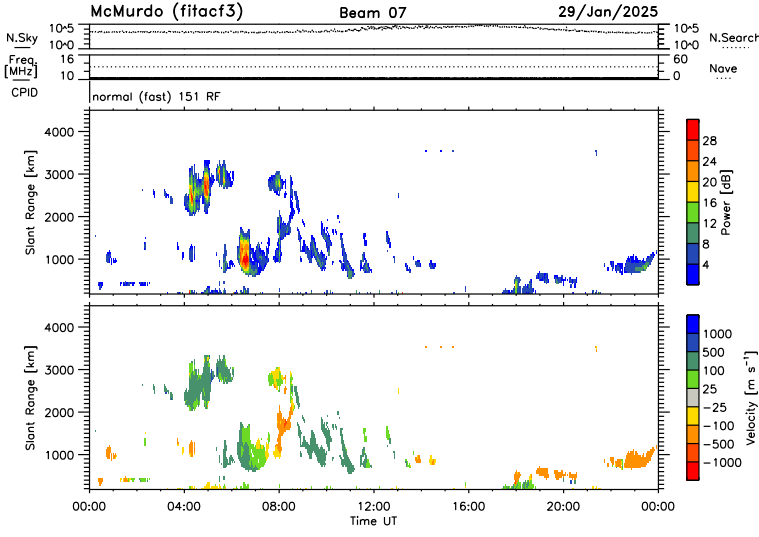 McMurdo (fitacf3)
Beam 07
29/Jan/2025
N.Sky
10^5
10^0
10^5
10^0
N.Search
Freq.
[MHz]
16
10
60
0
Nave
CPID
normal (fast) 151 RF
Slant Range [km]
4000
3000
2000
1000
28
24
20
16
12
8
4
Power [dB]
Slant Range [km]
4000
3000
2000
1000
1000
500
100
25
-25
-100
-500
-1000
Velocity [m s^-1]
00:00
04:00
08:00
12:00
16:00
20:00
00:00
Time UT